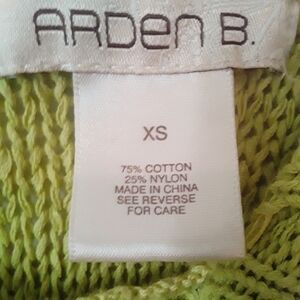 ARDEN B.
XS
75% COTTON
25% NYLON
MADE IN CHINA
SEE REVERSE
FOR CARE